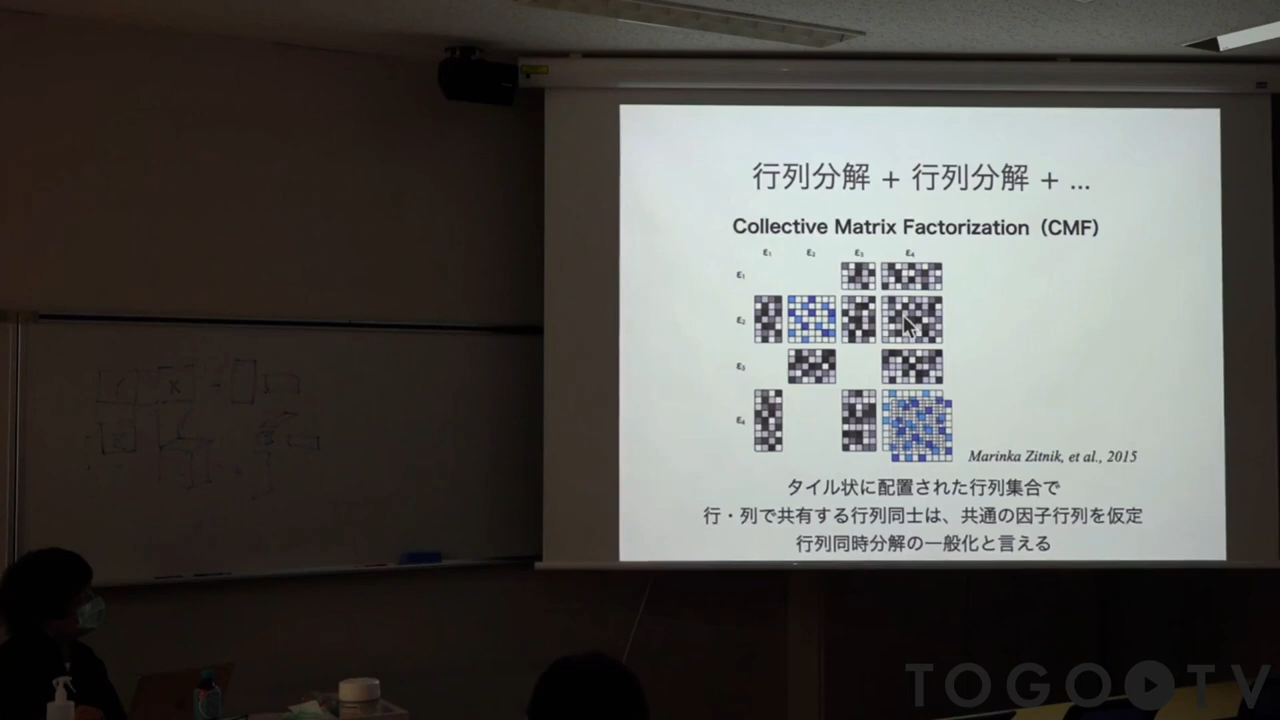 行列分解 + 行列分解 + ...
Collective Matrix Factorization（CMF）
ε₁ ε₂ ε₃ ε₄
ε₁
ε₂
ε₃
ε₄
Marinka Zitnik, et al., 2015
タイル状に配置された行列集合で
行・列で共有する行列同士は、共通の因子行列を仮定
行列同時分解の一般化と言える
K
TOGO TV